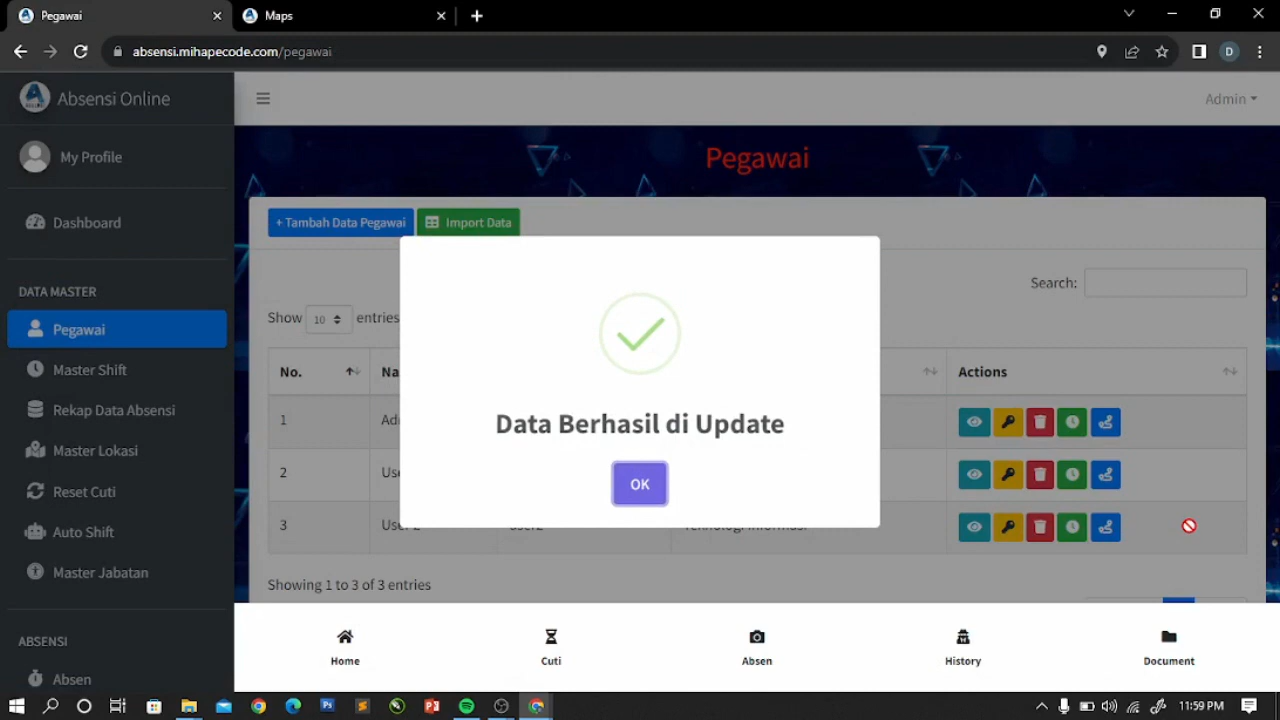 Pegawai
Maps
absensi.mihapecode.com/pegawai
D
Absensi Online
Admin
My Profile
Pegawai
+ Tambah Data Pegawai
Import Data
Dashboard
Search:
DATA MASTER
Show 10 entries
Pegawai
Master Shift
No.
Actions
Rekap Data Absensi
1
Master Lokasi
2
Reset Cuti
3
Auto Shift
Master Jabatan
Data Berhasil di Update
OK
Showing 1 to 3 of 3 entries
ABSENSI
Absen
Home
Cuti
Absen
History
Document
11:59 PM